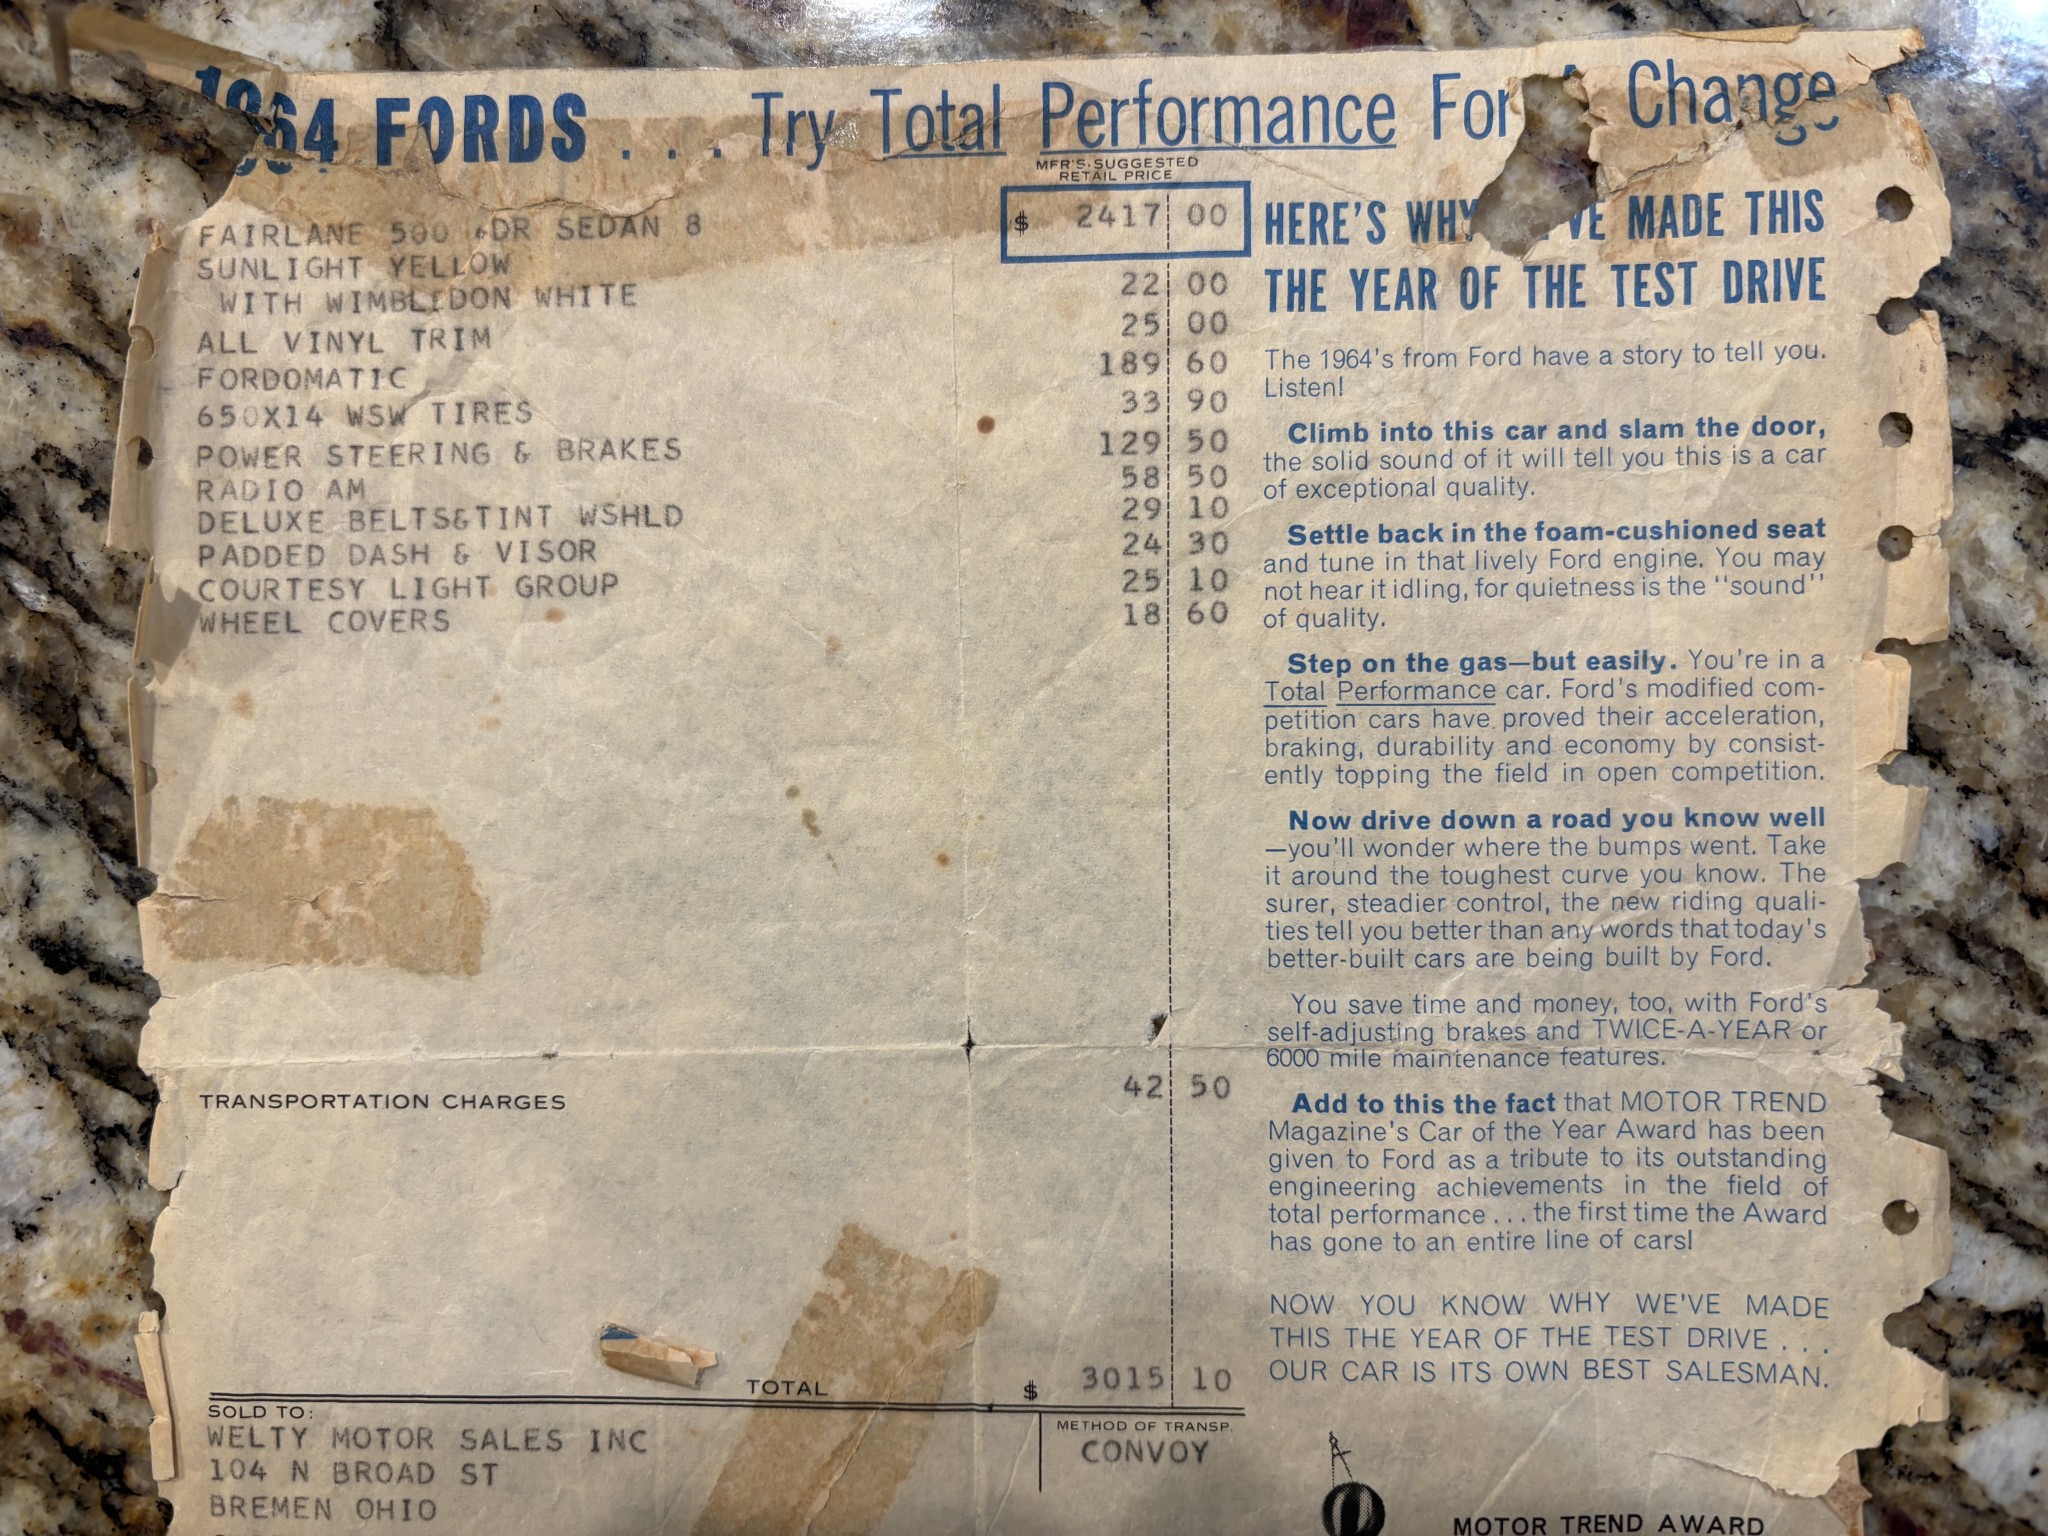 1964 FORDS . . . Try Total Performance For A Change
MFR'S. SUGGESTED
RETAIL PRICE
FAIRLANE 500 DR SEDAN 8 $ 2417 00
SUNLIGHT YELLOW
WITH WIMBLEDON WHITE 22 00
ALL VINYL TRIM 25 00
FORDOMATIC 189 60
650X14 WSW TIRES 33 90
POWER STEERING & BRAKES 129 50
RADIO AM 58 50
DELUXE BELTS&TINT WSHLD 29 10
PADDED DASH & VISOR 24 30
COURTESY LIGHT GROUP 25 10
WHEEL COVERS 18 60
TRANSPORTATION CHARGES 42 50
TOTAL $ 3015 10
SOLD TO:
WELTY MOTOR SALES INC
104 N BROAD ST
BREMEN OHIO
METHOD OF TRANSP.
CONVOY
HERE'S WHY WE'VE MADE THIS
THE YEAR OF THE TEST DRIVE
The 1964's from Ford have a story to tell you.
Listen!
Climb into this car and slam the door,
the solid sound of it will tell you this is a car
of exceptional quality.
Settle back in the foam-cushioned seat
and tune in that lively Ford engine. You may
not hear it idling, for quietness is the "sound"
of quality.
Step on the gas—but easily. You're in a
Total Performance car. Ford's modified com-
petition cars have proved their acceleration,
braking, durability and economy by consist-
ently topping the field in open competition.
Now drive down a road you know well
—you'll wonder where the bumps went. Take
it around the toughest curve you know. The
surer, steadier control, the new riding quali-
ties tell you better than any words that today's
better-built cars are being built by Ford.
You save time and money, too, with Ford's
self-adjusting brakes and TWICE-A-YEAR or
6000 mile maintenance features.
Add to this the fact that MOTOR TREND
Magazine's Car of the Year Award has been
given to Ford as a tribute to its outstanding
engineering achievements in the field of
total performance . . . the first time the Award
has gone to an entire line of cars!
NOW YOU KNOW WHY WE'VE MADE
THIS THE YEAR OF THE TEST DRIVE . . .
OUR CAR IS ITS OWN BEST SALESMAN.
MOTOR TREND AWARD